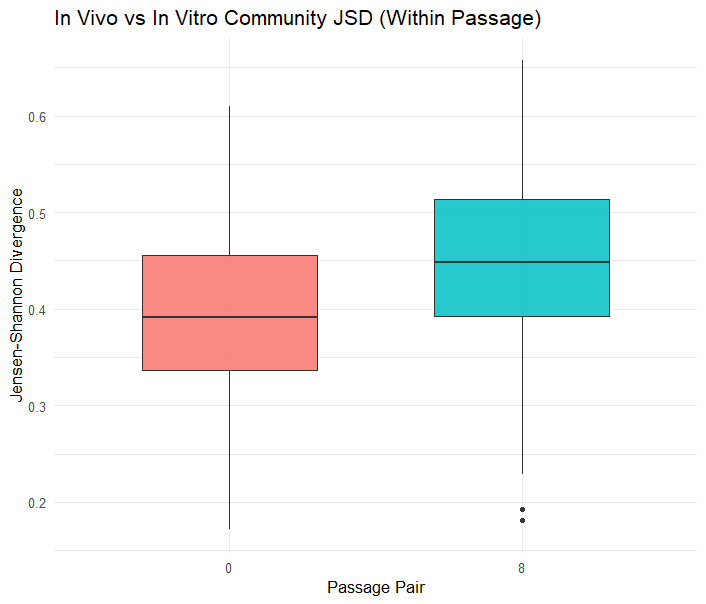 In Vivo vs In Vitro Community JSD (Within Passage)
Jensen-Shannon Divergence
0.6
0.5
0.4
0.3
0.2
0
8
Passage Pair